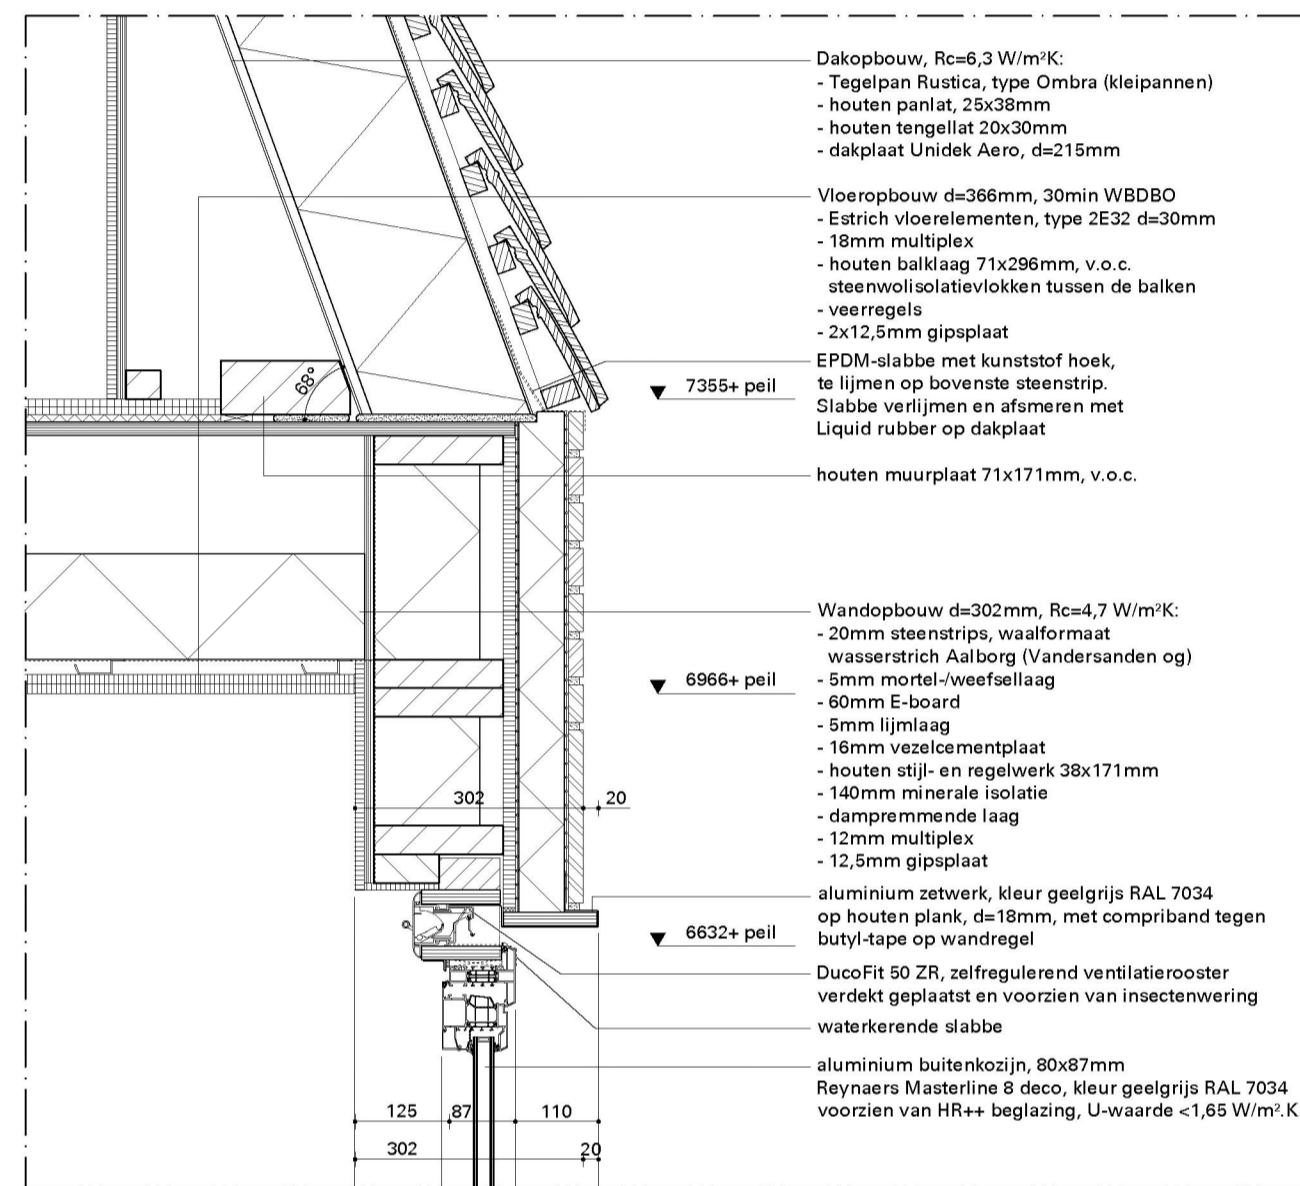 Dakopbouw, Rc=6,3 W/m²K:
- Tegelpan Rustica, type Ombra (kleipannen)
- houten panlat, 25x38mm
- houten tengellat 20x30mm
- dakplaat Unidek Aero, d=215mm
Vloeropbouw d=366mm, 30min WBDBO
- Estrich vloerelementen, type 2E32 d=30mm
- 18mm multiplex
- houten balklaag 71x296mm, v.o.c.
steenwolisolatievlokken tussen de balken
- veerregels
- 2x12,5mm gipsplaat
EPDM-slabbe met kunststof hoek,
te lijmen op bovenste steenstrip.
Slabbe verlijmen en afsmeren met
Liquid rubber op dakplaat
68°
7355+ peil
houten muurplaat 71x171mm, v.o.c.
Wandopbouw d=302mm, Rc=4,7 W/m²K:
- 20mm steenstrips, waalformaat
wasserstrich Aalborg (Vandersanden og)
- 5mm mortel-/weefsellaag
- 60mm E-board
- 5mm lijmlaag
- 16mm vezelcementplaat
- houten stijl- en regelwerk 38x171mm
- 140mm minerale isolatie
- dampremmende laag
- 12mm multiplex
- 12,5mm gipsplaat
6966+ peil
302 20
aluminium zetwerk, kleur geelgrijs RAL 7034
op houten plank, d=18mm, met compriband tegen
butyl-tape op wandregel
6632+ peil
DucoFit 50 ZR, zelfregulerend ventilatierooster
verdekt geplaatst en voorzien van insectenwering
waterkerende slabbe
aluminium buitenkozijn, 80x87mm
Reynaers Masterline 8 deco, kleur geelgrijs RAL 7034
voorzien van HR++ beglazing, U-waarde <1,65 W/m².K
125 87 110
302 20